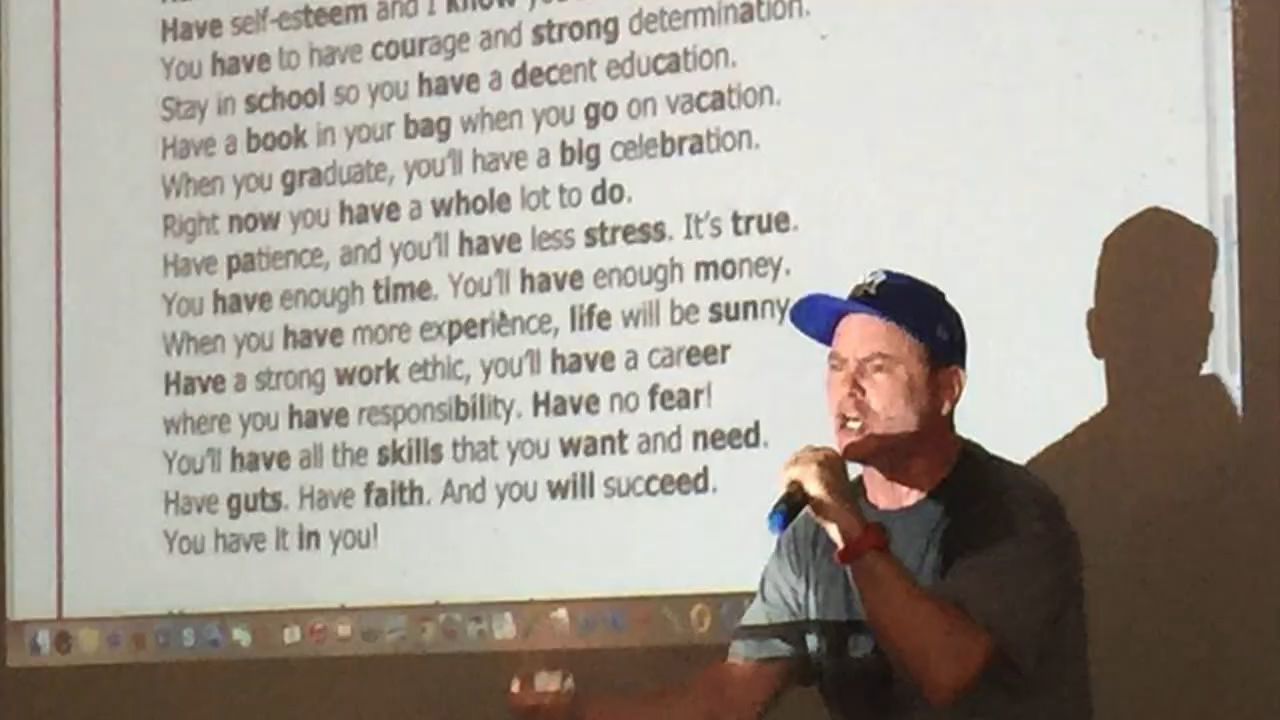 Have self-esteem and I know
You have to have courage and strong determination.
Stay in school so you have a decent education.
Have a book in your bag when you go on vacation.
When you graduate, you'll have a big celebration.
Right now you have a whole lot to do.
Have patience, and you'll have less stress. It's true.
You have enough time. You'll have enough money.
When you have more experience, life will be sunny
Have a strong work ethic, you'll have a career
where you have responsibility. Have no fear!
You'll have all the skills that you want and need.
Have guts. Have faith. And you will succeed.
You have it in you!